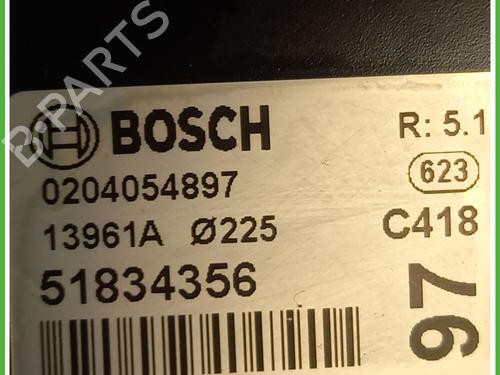 B-PARTS
BOSCH
R: 5.1
0204054897
623
13961A Ø225
C418
51834356
97